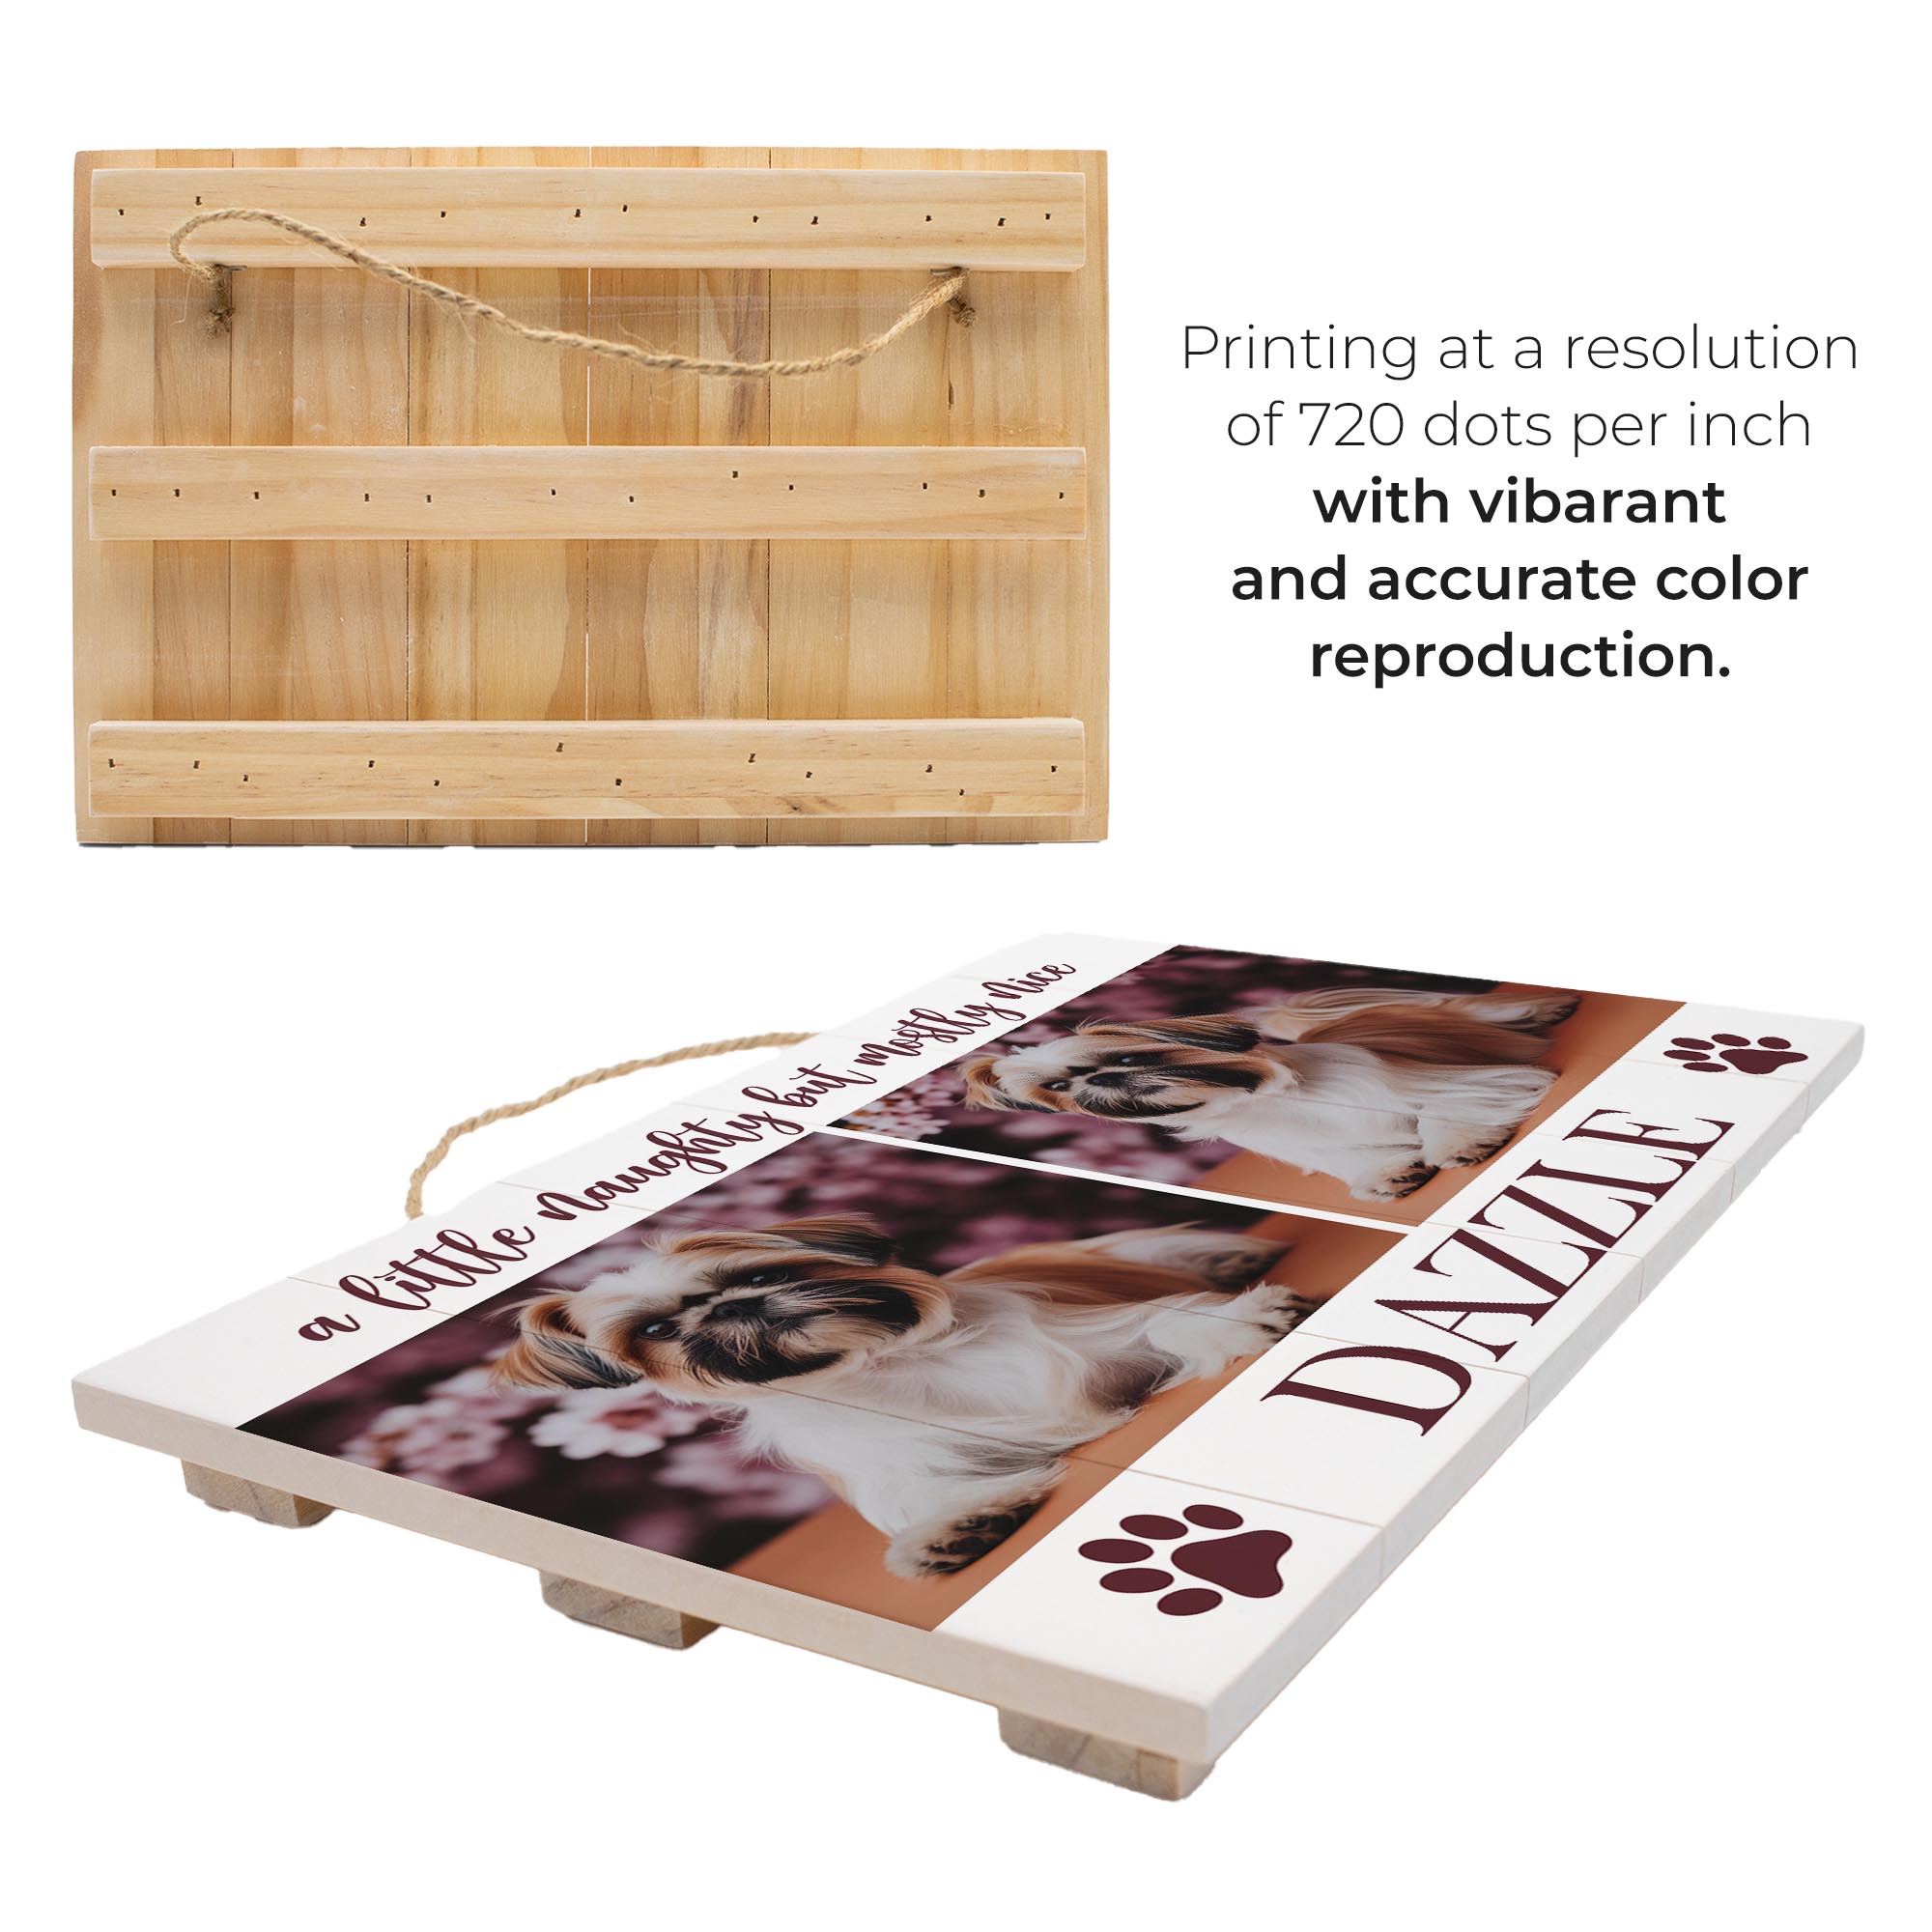 Printing at a resolution
of 720 dots per inch
with vibarant
and accurate color
reproduction.
a little naughty but mostly nice
DAZZLE